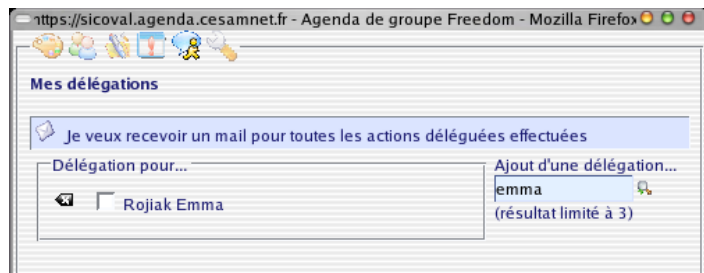 https://sicoval.agenda.cesamnet.fr - Agenda de groupe Freedom - Mozilla Firefox
Mes délégations
Je veux recevoir un mail pour toutes les actions déléguées effectuées
Délégation pour...
Rojiak Emma
Ajout d'une délégation...
emma
(résultat limité à 3)